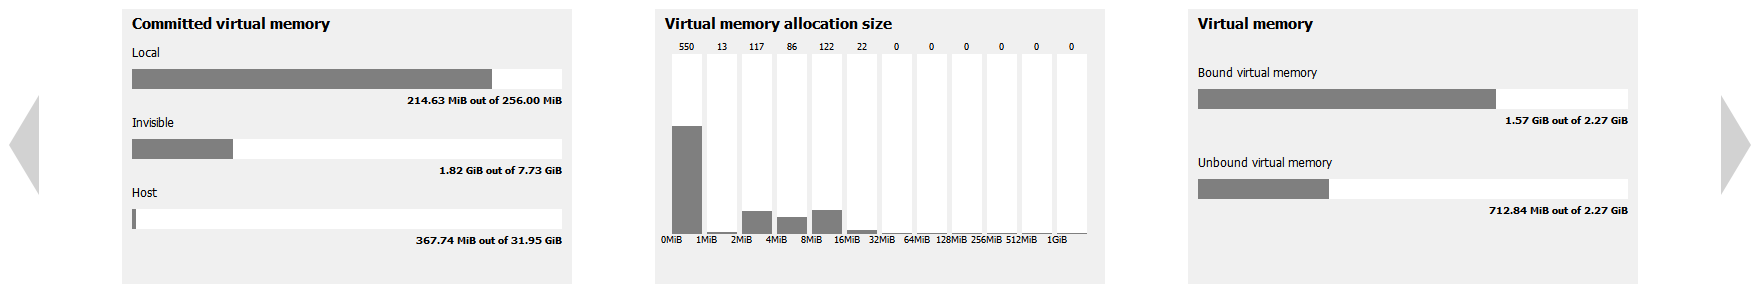 Committed virtual memory
Local
214.63 MiB out of 256.00 MiB
Invisible
1.82 GiB out of 7.73 GiB
Host
367.74 MiB out of 31.95 GiB
Virtual memory allocation size
550 13 117 86 122 22 0 0 0 0 0 0
0MiB 1MiB 2MiB 4MiB 8MiB 16MiB 32MiB 64MiB 128MiB 256MiB 512MiB 1GiB
Virtual memory
Bound virtual memory
1.57 GiB out of 2.27 GiB
Unbound virtual memory
712.84 MiB out of 2.27 GiB